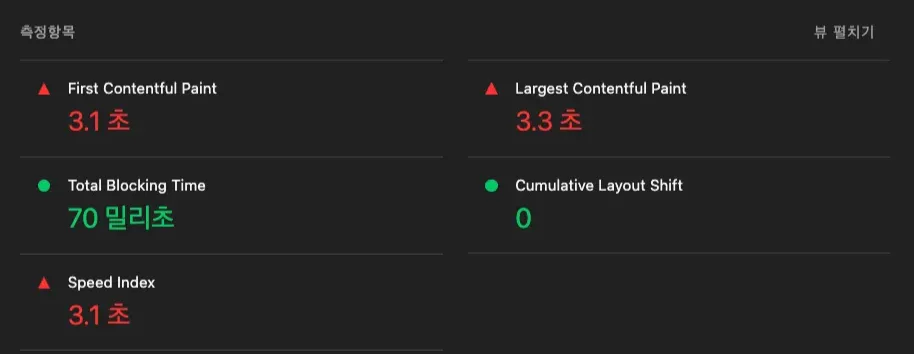 측정항목
뷰 펼치기
First Contentful Paint
3.1 초
Largest Contentful Paint
3.3 초
Total Blocking Time
70 밀리초
Cumulative Layout Shift
0
Speed Index
3.1 초